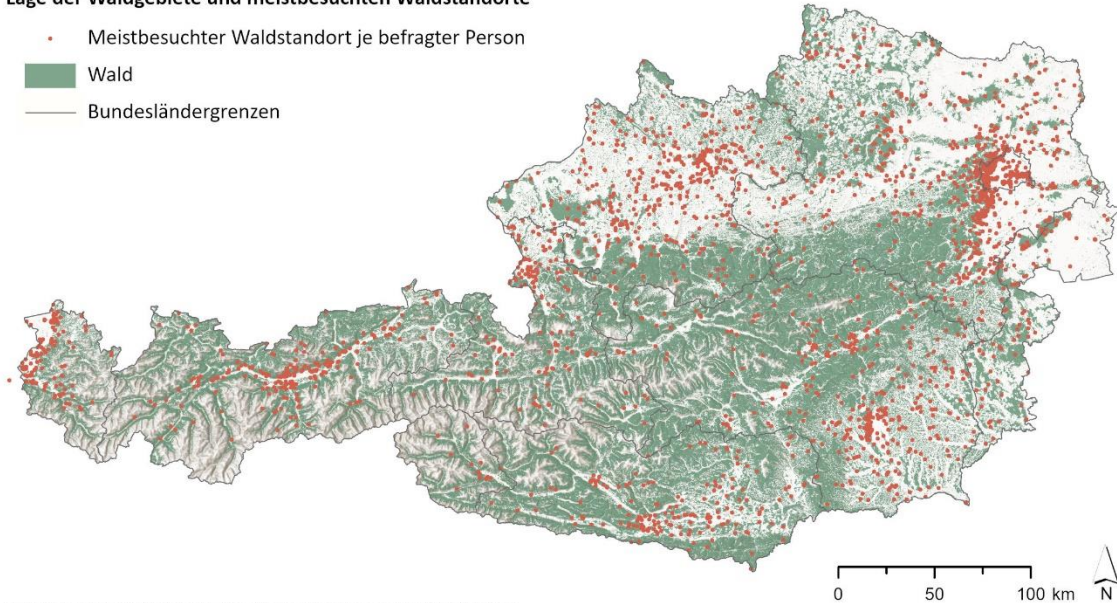 Lage der Waldgebiete und meistbesuchten Waldstandorte
Meistbesuchter Waldstandort je befragter Person
Wald
Bundesländergrenzen
0 50 100 km
N